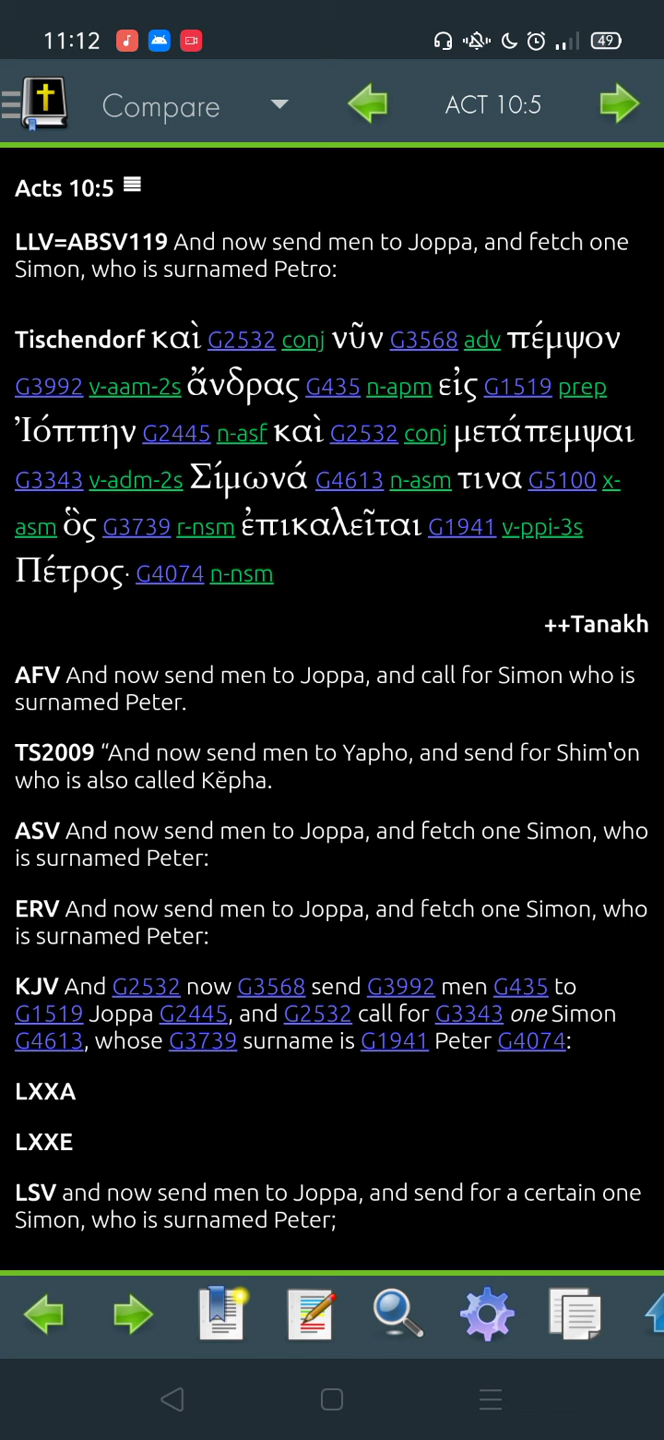 11:12
49
Compare
ACT 10:5
Acts 10:5
LLV=ABSV119 And now send men to Joppa, and fetch one
Simon, who is surnamed Petro:
Tischendorf καὶ G2532 conj νῦν G3568 adv πέμψον
G3992 v-aam-2s ἄνδρας G435 n-apm εἰς G1519 prep
Ἰόππην G2445 n-asf καὶ G2532 conj μετάπεμψαι
G3343 v-adm-2s Σίμωνά G4613 n-asm τινα G5100 x-
asm ὃς G3739 r-nsm ἐπικαλεῖται G1941 v-ppi-3s
Πέτρος· G4074 n-nsm
++Tanakh
AFV And now send men to Joppa, and call for Simon who is
surnamed Peter.
TS2009 “And now send men to Yapho, and send for Shimʽon
who is also called Kĕpha.
ASV And now send men to Joppa, and fetch one Simon, who
is surnamed Peter:
ERV And now send men to Joppa, and fetch one Simon, who
is surnamed Peter:
KJV And G2532 now G3568 send G3992 men G435 to
G1519 Joppa G2445, and G2532 call for G3343 one Simon
G4613, whose G3739 surname is G1941 Peter G4074:
LXXA
LXXE
LSV and now send men to Joppa, and send for a certain one
Simon, who is surnamed Peter;